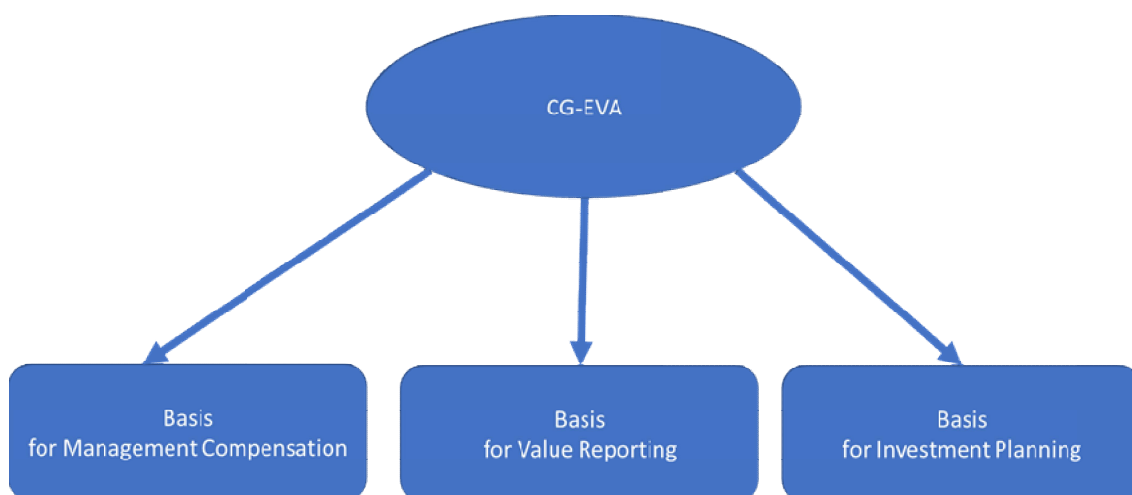 CG-EVA
Basis
for Management Compensation
Basis
for Value Reporting
Basis
for Investment Planning